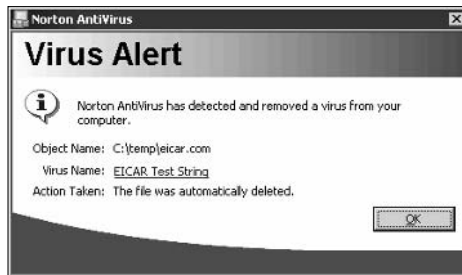 Norton AntiVirus
Virus Alert
Norton AntiVirus has detected and removed a virus from your
computer.
Object Name: C:\temp\eicar.com
Virus Name: EICAR Test String
Action Taken: The file was automatically deleted.
OK